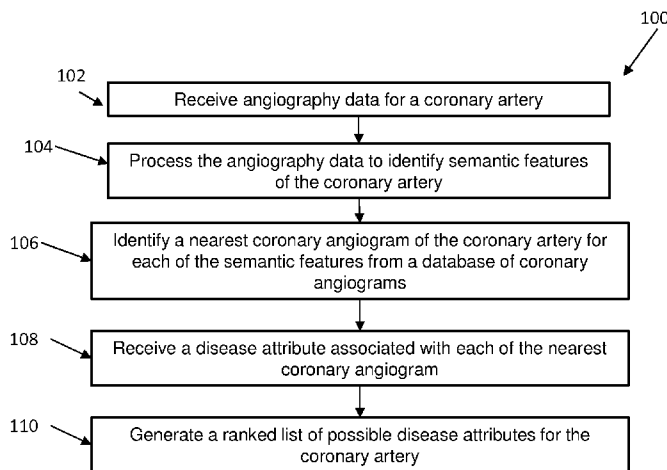 100
102
Receive angiography data for a coronary artery
104
Process the angiography data to identify semantic features
of the coronary artery
106
Identify a nearest coronary angiogram of the coronary artery for
each of the semantic features from a database of coronary
angiograms
108
Receive a disease attribute associated with each of the nearest
coronary angiogram
110
Generate a ranked list of possible disease attributes for the
coronary artery